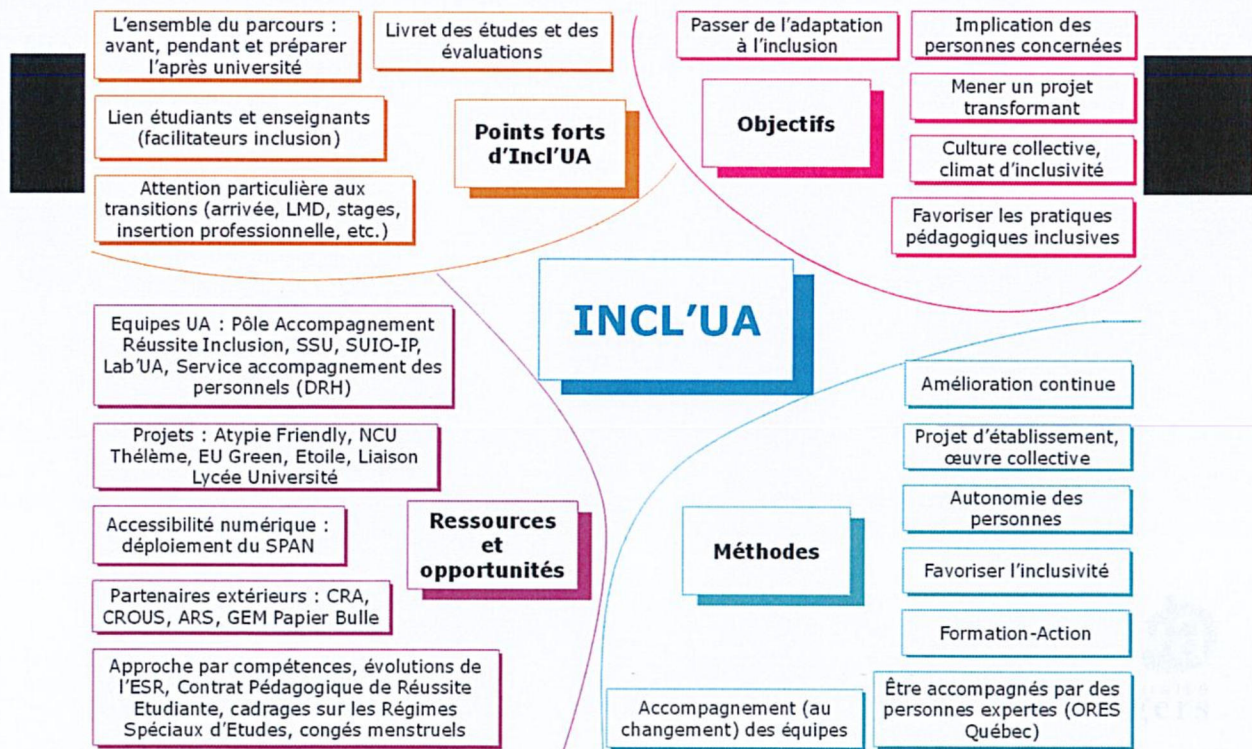 L'ensemble du parcours :
avant, pendant et préparer
l'après université
Livret des études et des
évaluations
Lien étudiants et enseignants
(facilitateurs inclusion)
Points forts
d'Incl'UA
Attention particulière aux
transitions (arrivée, LMD, stages,
insertion professionnelle, etc.)
Passer de l'adaptation
à l'inclusion
Implication des
personnes concernées
Objectifs
Mener un projet
transformant
Culture collective,
climat d'inclusivité
Favoriser les pratiques
pédagogiques inclusives
INCL'UA
Equipes UA : Pôle Accompagnement
Réussite Inclusion, SSU, SUIO-IP,
Lab'UA, Service accompagnement des
personnels (DRH)
Projets : Atypie Friendly, NCU
Thélème, EU Green, Etoile, Liaison
Lycée Université
Accessibilité numérique :
déploiement du SPAN
Ressources
et
opportunités
Partenaires extérieurs : CRA,
CROUS, ARS, GEM Papier Bulle
Approche par compétences, évolutions de
l'ESR, Contrat Pédagogique de Réussite
Etudiante, cadrages sur les Régimes
Spéciaux d'Etudes, congés menstruels
Méthodes
Amélioration continue
Projet d'établissement,
œuvre collective
Autonomie des
personnes
Favoriser l'inclusivité
Formation-Action
Accompagnement (au
changement) des équipes
Être accompagnés par des
personnes expertes (ORES
Québec)